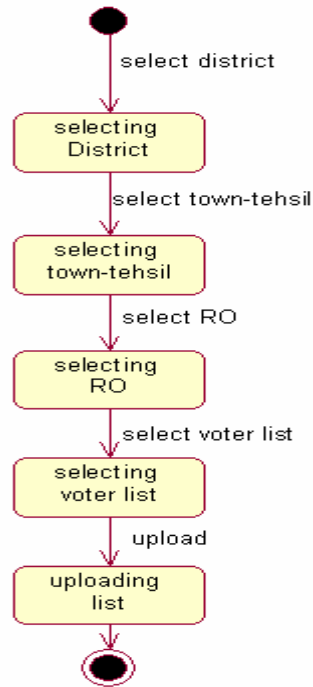 select district
selecting
District
select town-tehsil
selecting
town-tehsil
select RO
selecting
RO
select voter list
selecting
voter list
upload
uploading
list